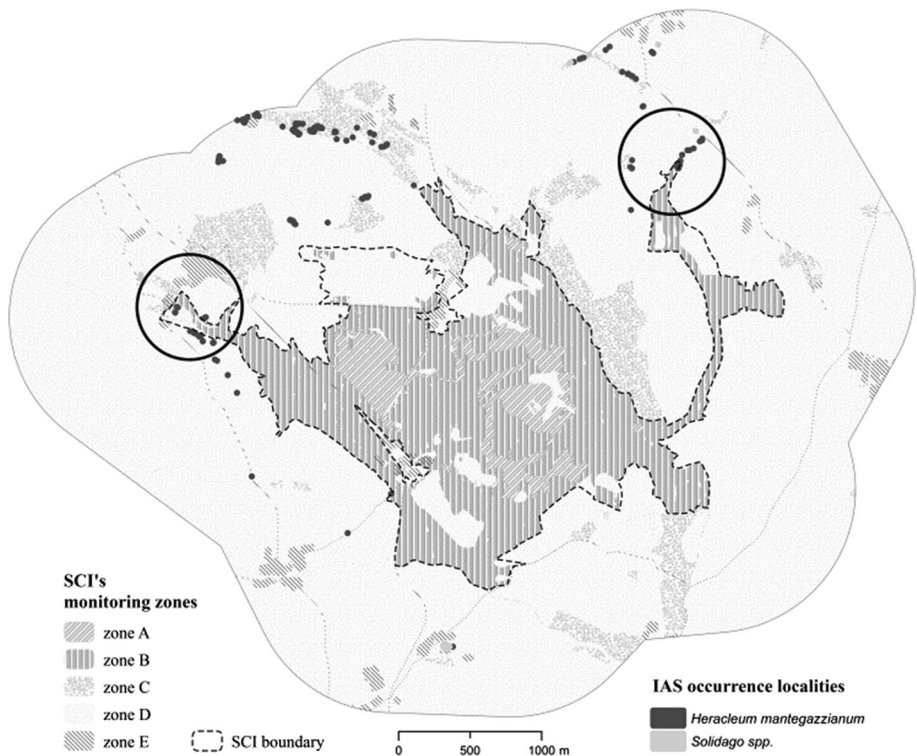 SCI's
monitoring zones
zone A
zone B
zone C
zone D
zone E
SCI boundary
0 500 1000 m
IAS occurrence localities
Heracleum mantegazzianum
Solidago spp.